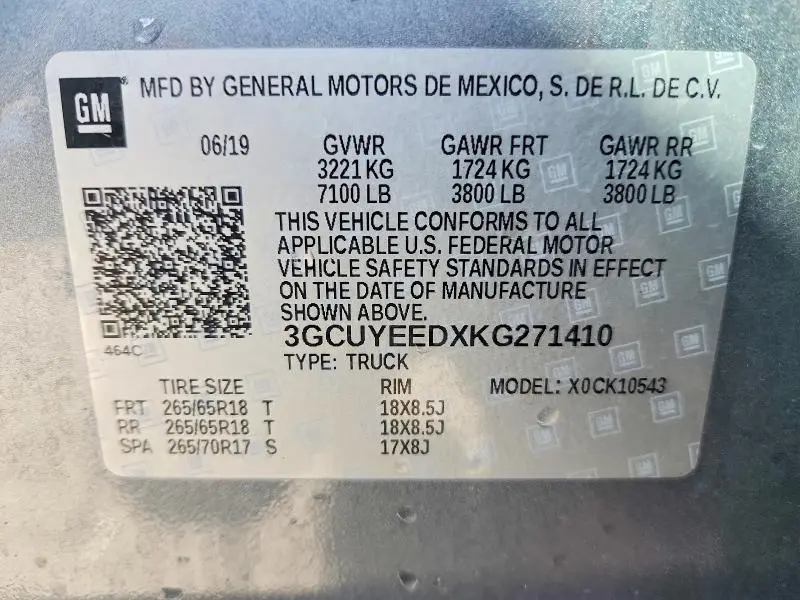 GM
MFD BY GENERAL MOTORS DE MEXICO, S. DE R.L. DE C.V.
06/19 GVWR GAWR FRT GAWR RR
3221 KG 1724 KG 1724 KG
7100 LB 3800 LB 3800 LB
THIS VEHICLE CONFORMS TO ALL
APPLICABLE U.S. FEDERAL MOTOR
VEHICLE SAFETY STANDARDS IN EFFECT
ON THE DATE OF MANUFACTURE
SHOWN ABOVE.
3GCUYEEDXKG271410
464C
TYPE: TRUCK
TIRE SIZE RIM MODEL: X0CK10543
FRT 265/65R18 T 18X8.5J
RR 265/65R18 T 18X8.5J
SPA 265/70R17 S 17X8J